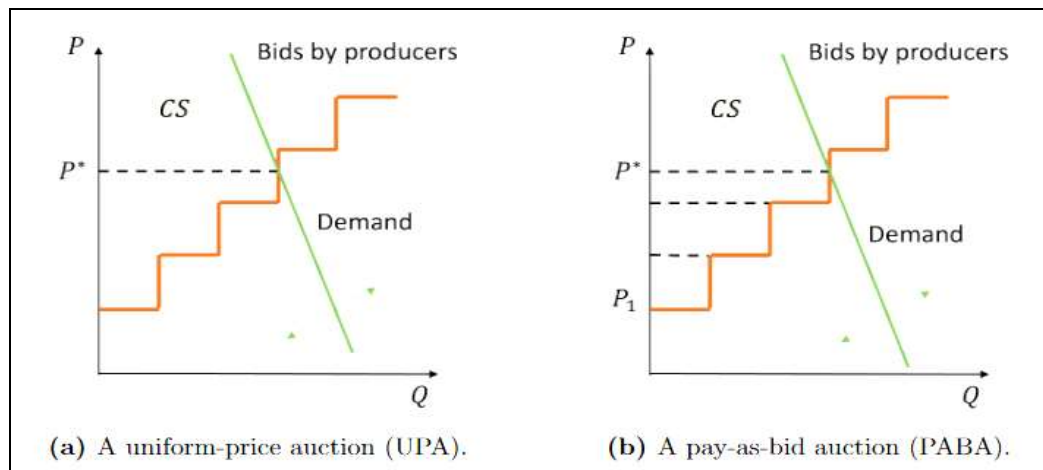 P
Bids by producers
CS
P*
Demand
Q
(a) A uniform-price auction (UPA).
P
Bids by producers
CS
P*
Demand
P₁
Q
(b) A pay-as-bid auction (PABA).